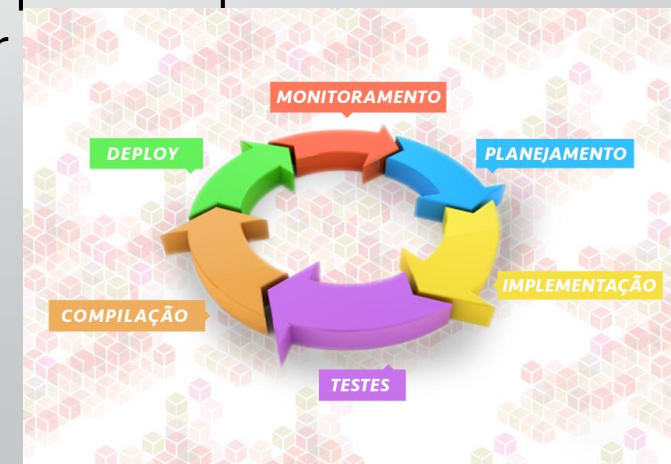 MONITORAMENTO
DEPLOY
PLANEJAMENTO
IMPLEMENTAÇÃO
COMPILAÇÃO
TESTES